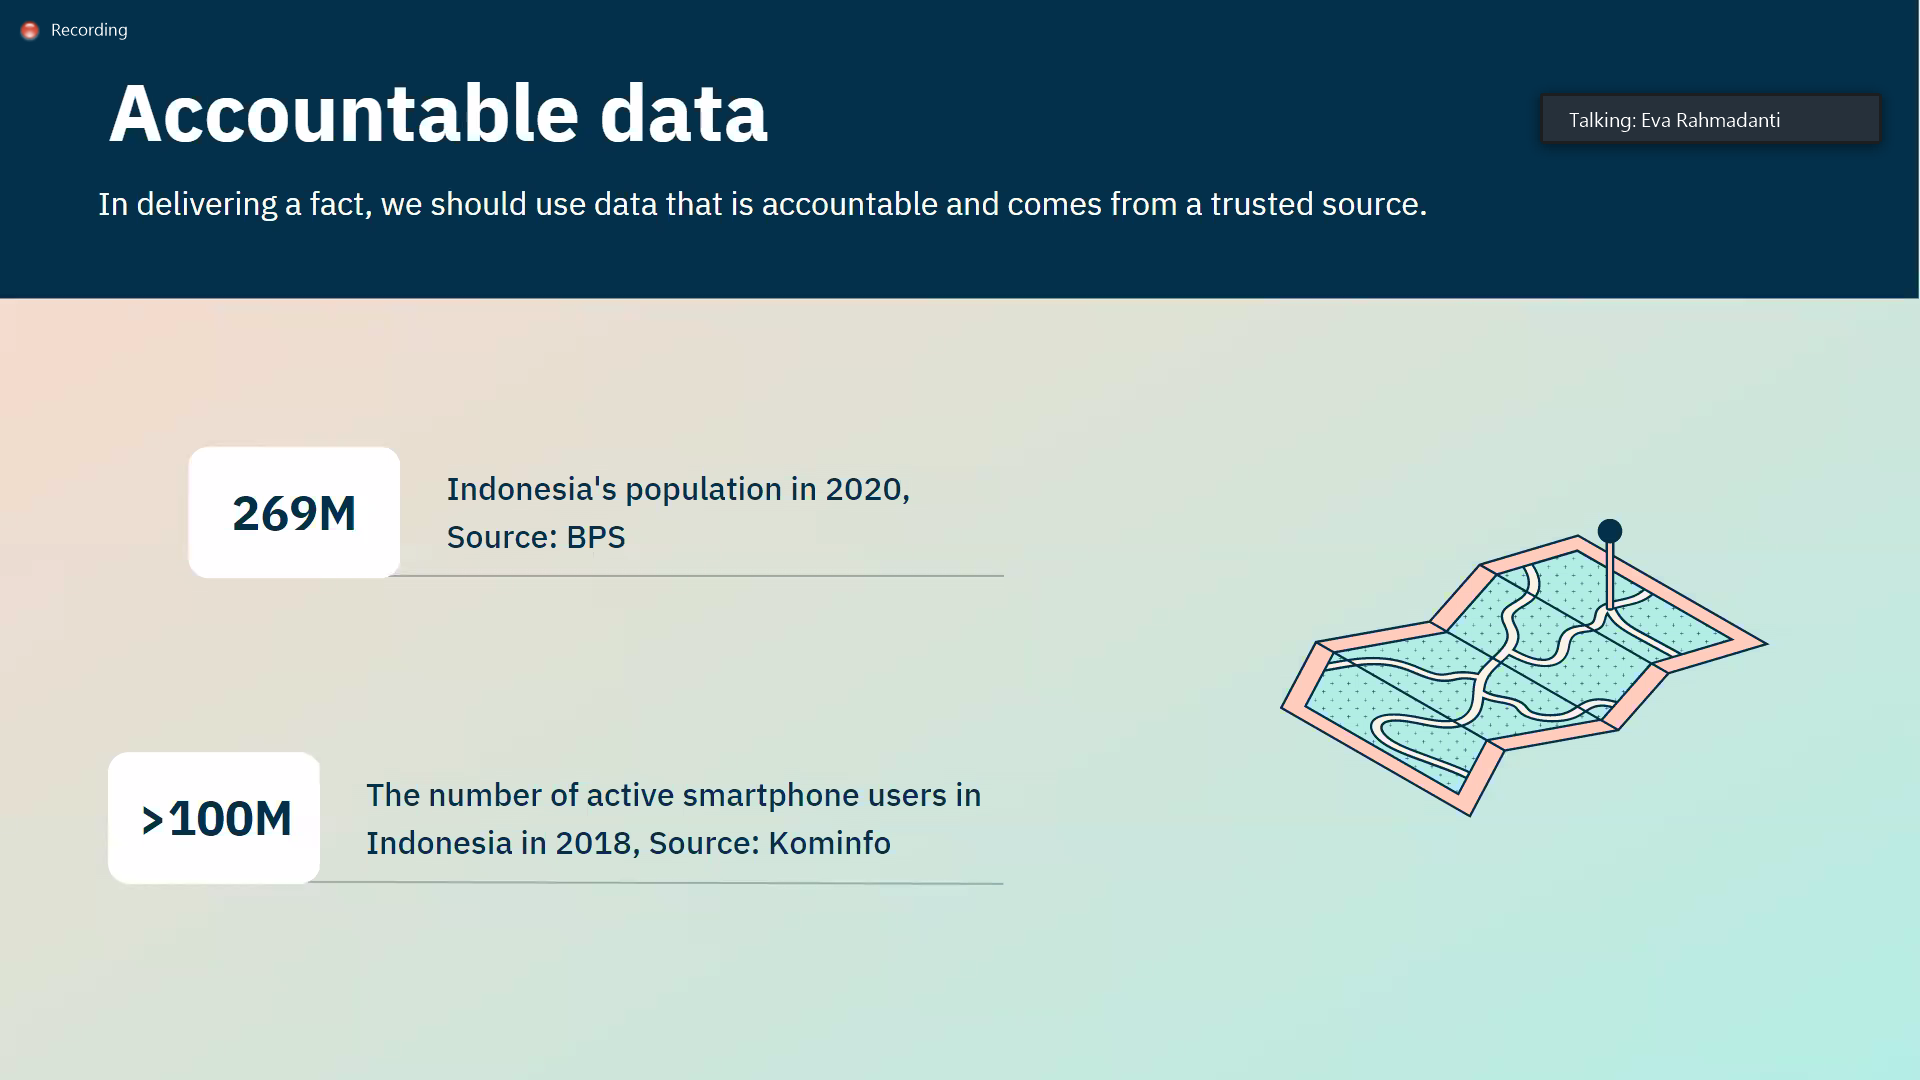 Recording
Accountable data
Talking: Eva Rahmadanti
In delivering a fact, we should use data that is accountable and comes from a trusted source.
269M
Indonesia's population in 2020,
Source: BPS
>100M
The number of active smartphone users in
Indonesia in 2018, Source: Kominfo